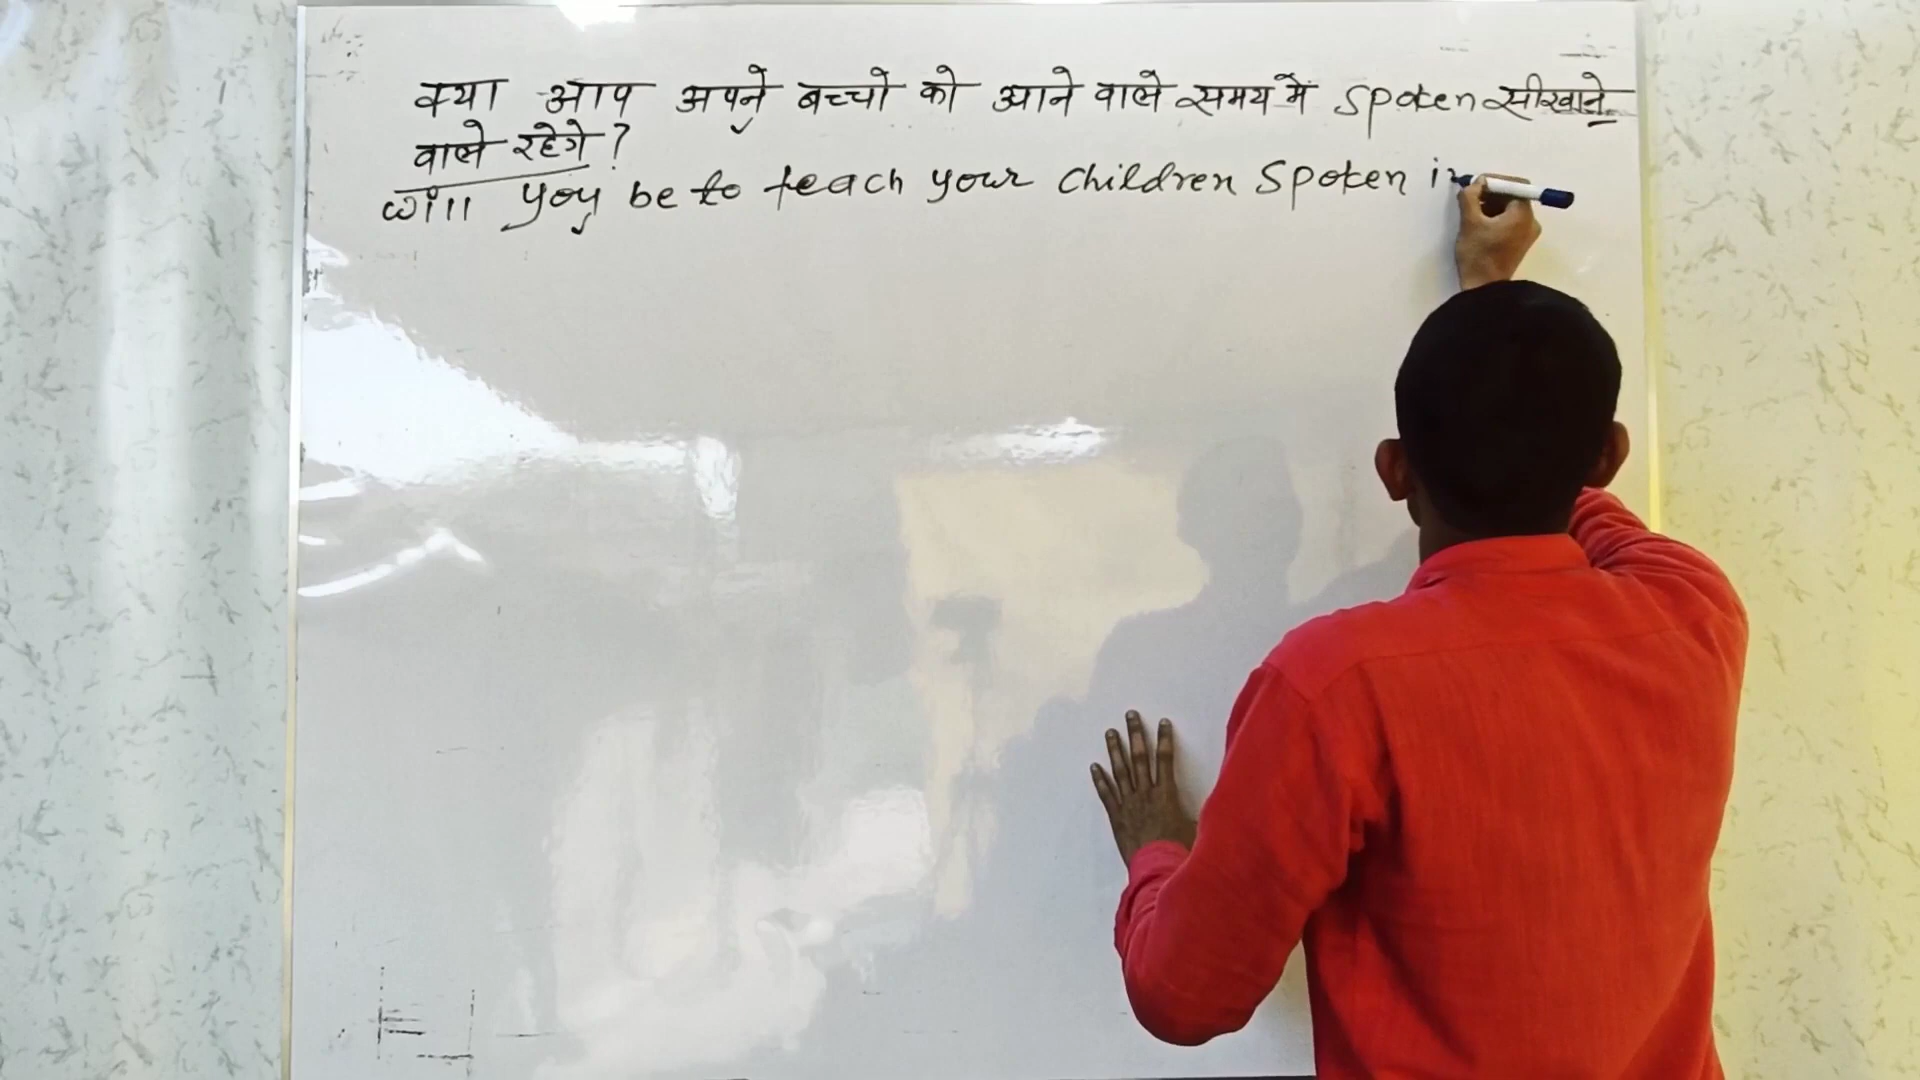 क्या आप अपने बच्चो को आने वाले समय मे Spoken सीखाने
वाले रहेगे ?
will you be to teach your children Spoken in